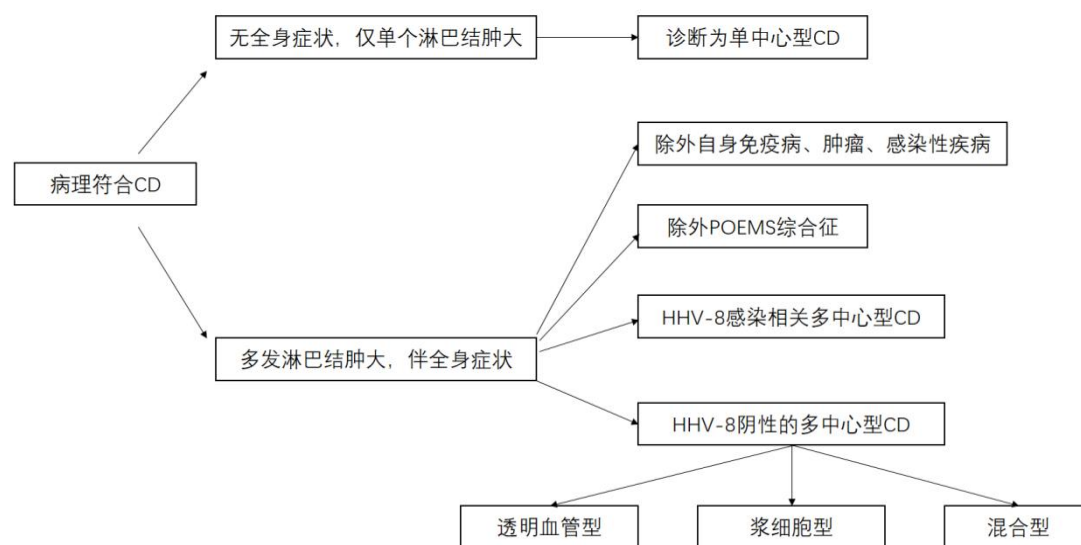 无全身症状，仅单个淋巴结肿大
诊断为单中心型CD
除外自身免疫病、肿瘤、感染性疾病
病理符合CD
除外POEMS综合征
HHV-8感染相关多中心型CD
多发淋巴结肿大，伴全身症状
HHV-8阴性的多中心型CD
透明血管型
浆细胞型
混合型